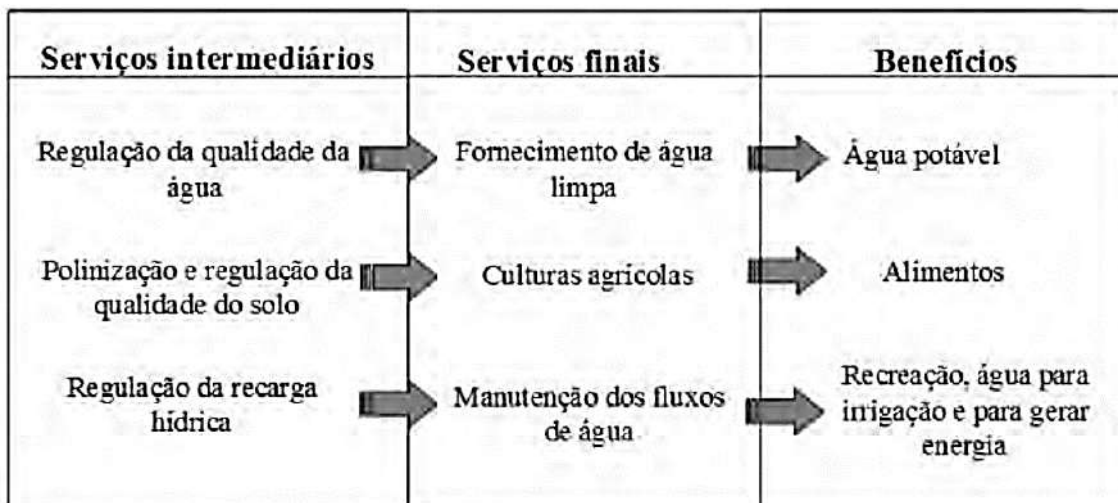 Serviços intermediários
Serviços finais
Benefícios
Regulação da qualidade da
água
Fornecimento de água
limpa
Água potável
Polinização e regulação da
qualidade do solo
Culturas agrícolas
Alimentos
Regulação da recarga
hídrica
Manutenção dos fluxos
de água
Recreação, água para
irrigação e para gerar
energia